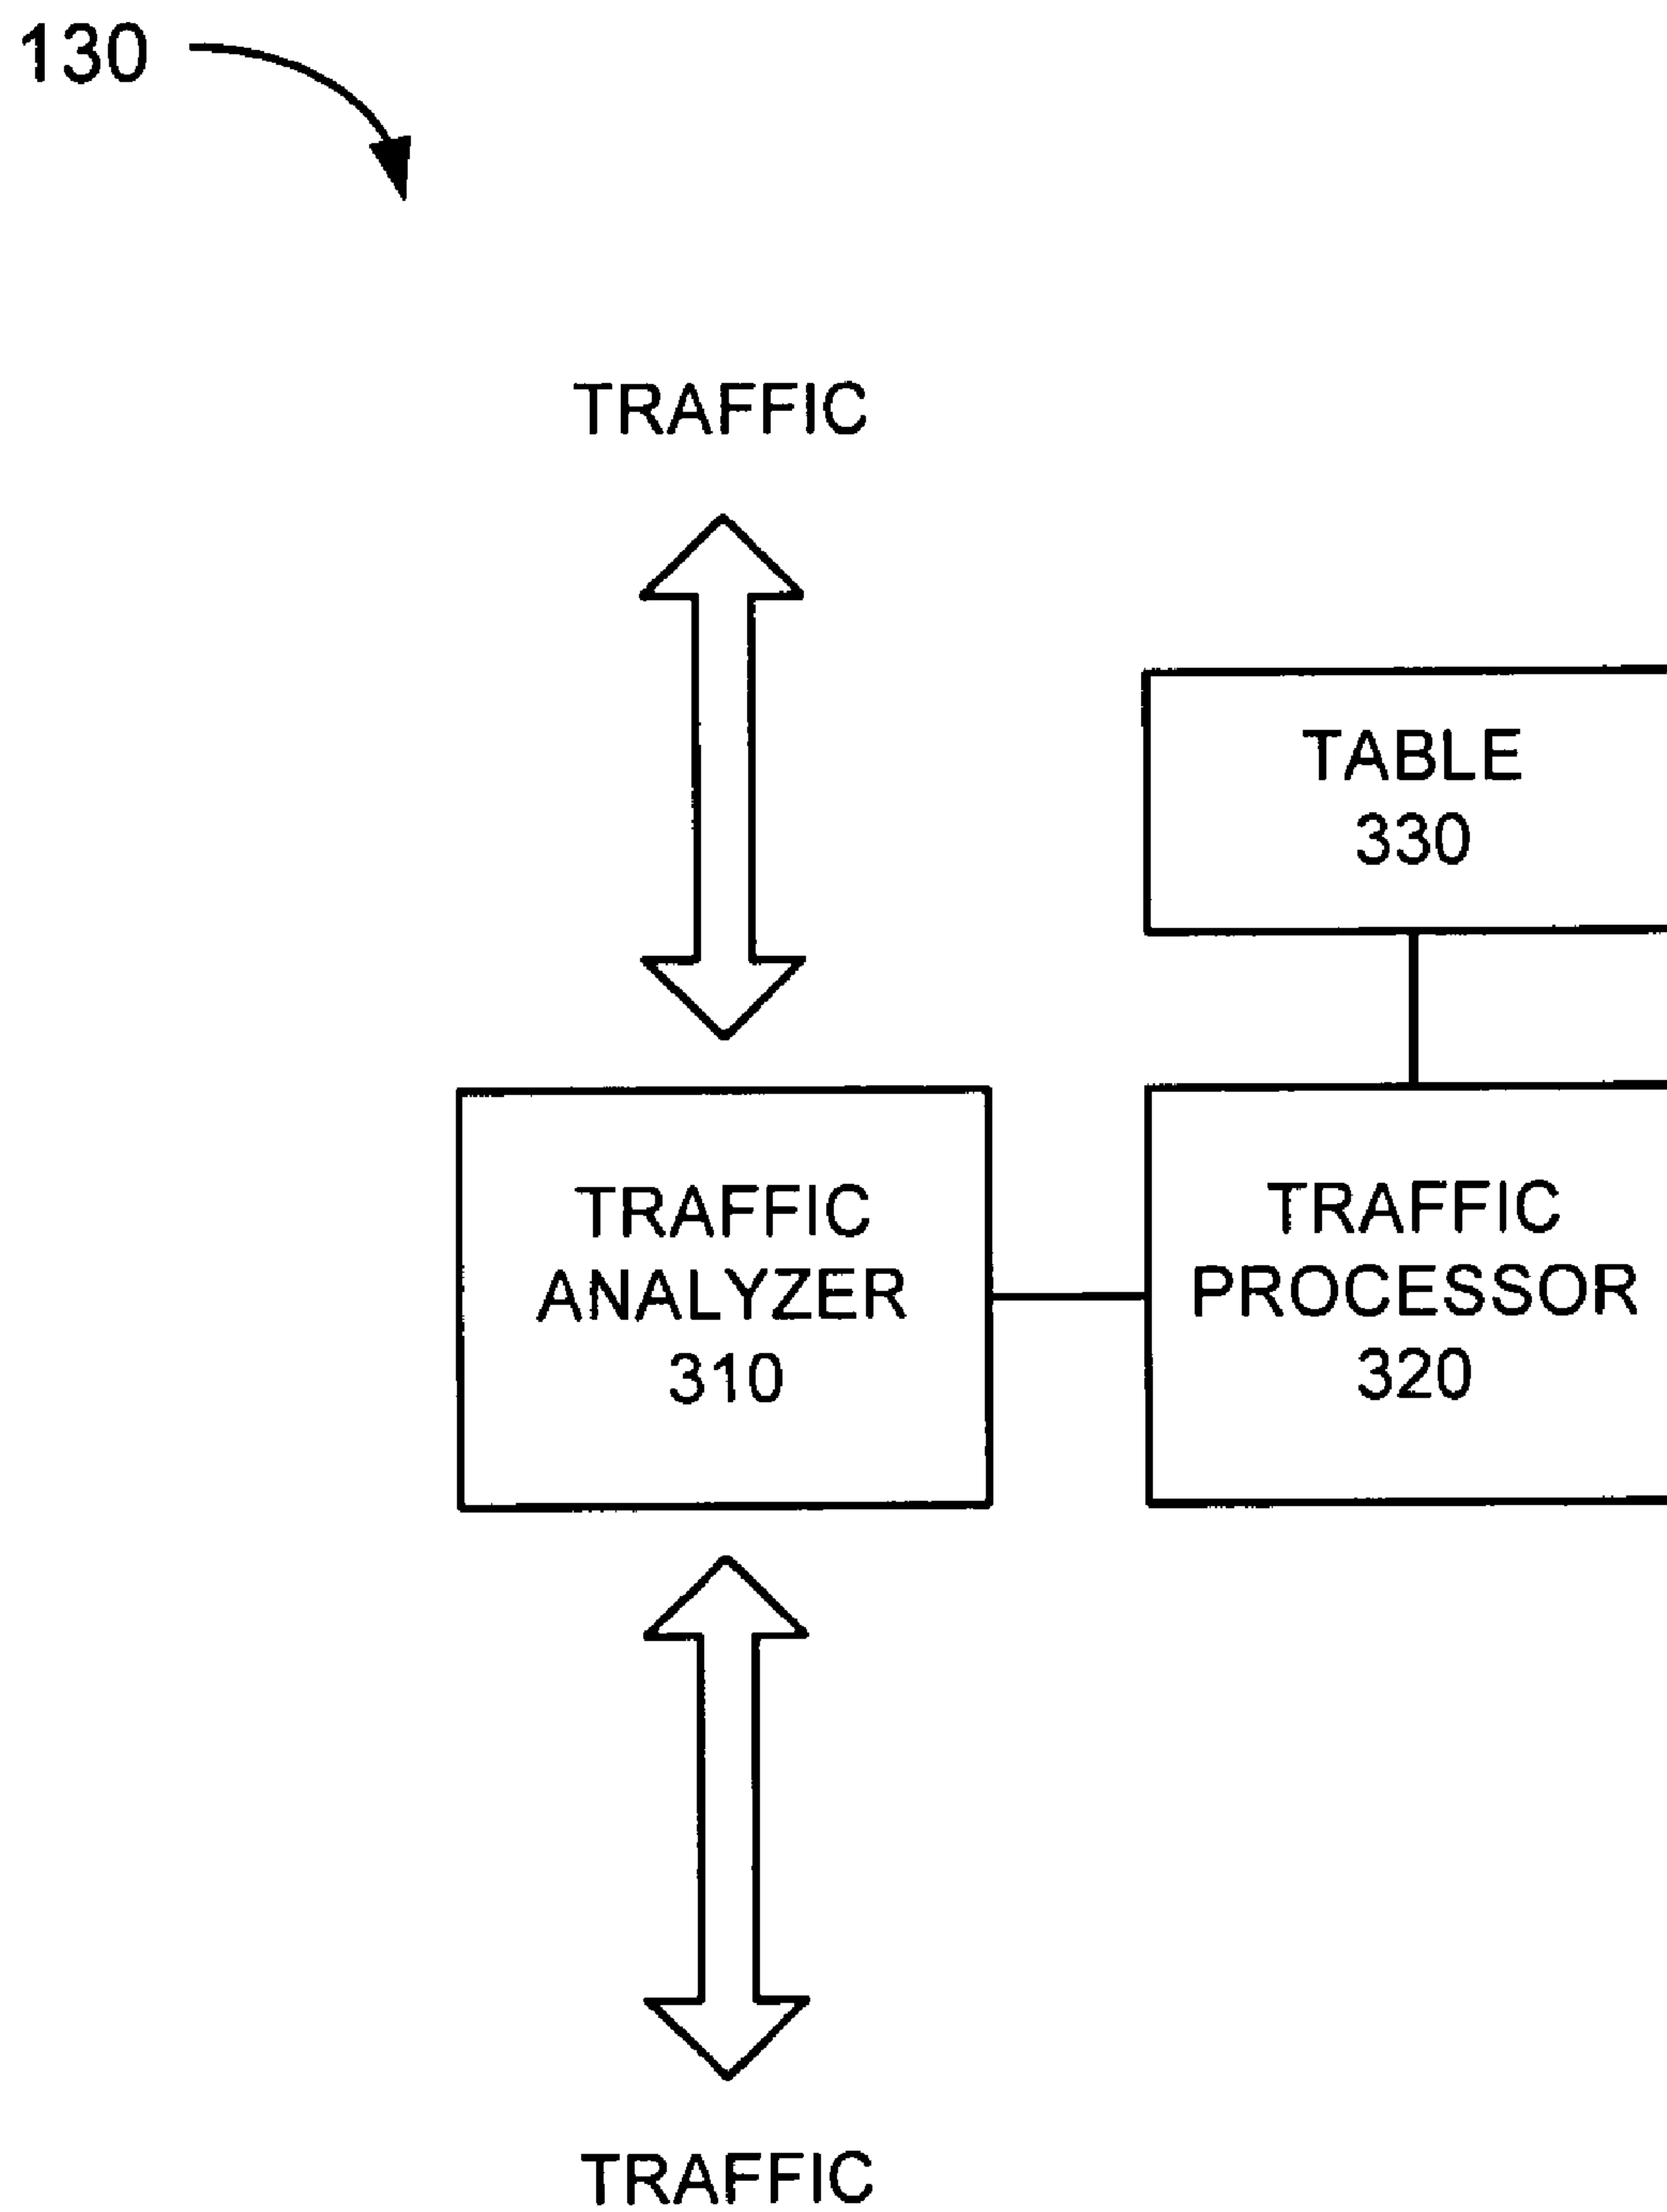 130
TRAFFIC
TABLE
330
TRAFFIC
ANALYZER
310
TRAFFIC
PROCESSOR
320
TRAFFIC